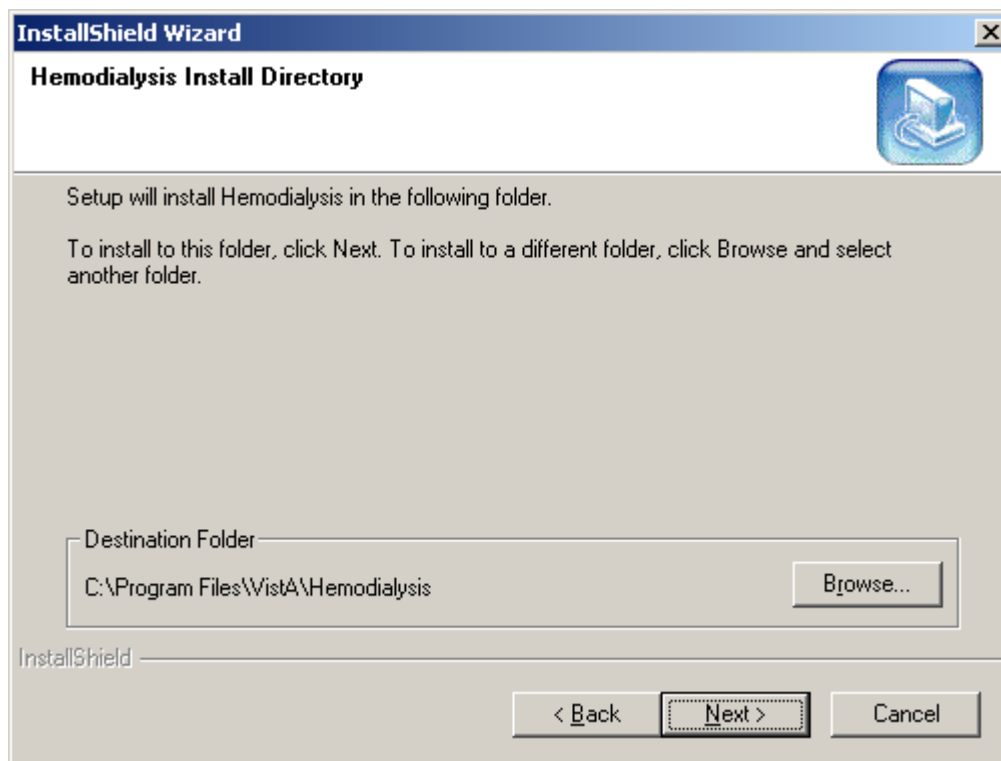 InstallShield Wizard
Hemodialysis Install Directory
Setup will install Hemodialysis in the following folder.
To install to this folder, click Next. To install to a different folder, click Browse and select
another folder.
Destination Folder
C:\Program Files\VistA\Hemodialysis
Browse...
InstallShield
< Back
Next >
Cancel